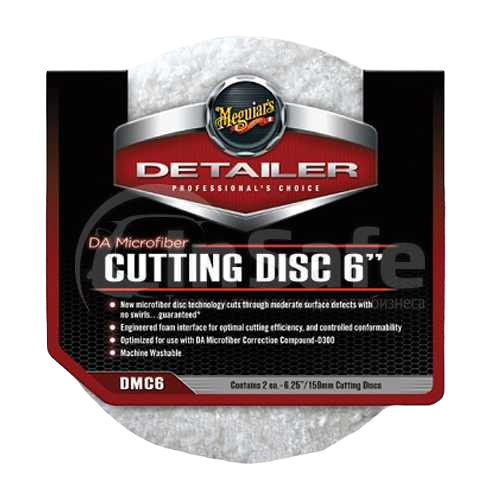 Meguiar's
DETAILER
PROFESSIONAL'S CHOICE
DA Microfiber
CUTTING DISC 6”
New microfiber disc technology cuts through moderate surface defects with
no swirls...guaranteed*
Engineered foam interface for optimal cutting efficiency, and controlled conformability
Optimized for use with DA Microfiber Correction Compound-D300
Machine Washable
DMC6
Contains 2 ea. - 6.25"/159mm Cutting Discs
inSafe
бизнеса